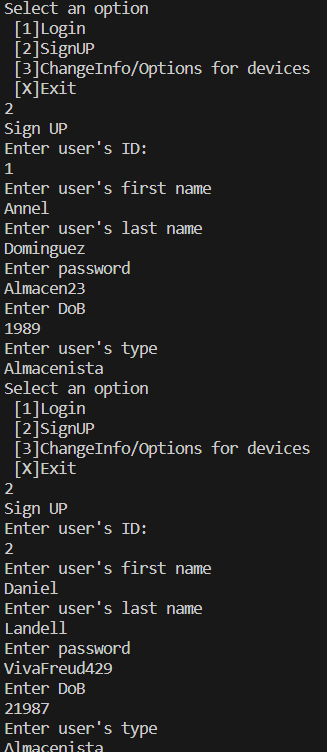 Select an option
[1]Login
[2]SignUP
[3]ChangeInfo/Options for devices
[X]Exit
2
Sign UP
Enter user's ID:
1
Enter user's first name
Annel
Enter user's last name
Dominguez
Enter password
Almacen23
Enter DoB
1989
Enter user's type
Almacenista
Select an option
[1]Login
[2]SignUP
[3]ChangeInfo/Options for devices
[X]Exit
2
Sign UP
Enter user's ID:
2
Enter user's first name
Daniel
Enter user's last name
Landell
Enter password
VivaFreud429
Enter DoB
21987
Enter user's type
Almacenista